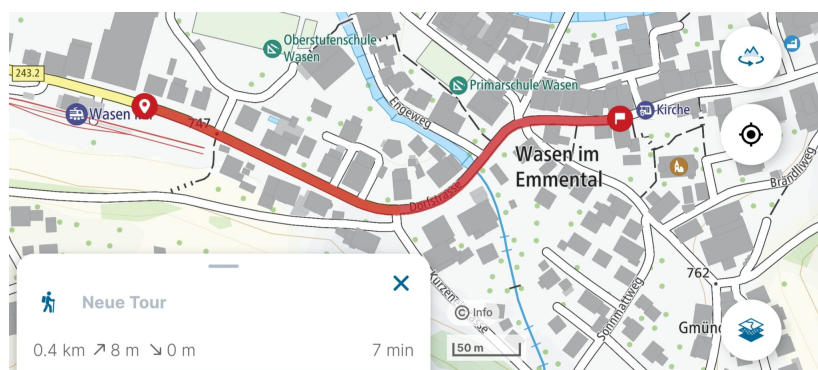 Oberstufenschule
Wasen
243.2
Primarschule Wasen
Engeweg
Kirche
Wasen
747
Wasen im
Emmental
Brändliweg
Dorfstrasse
762
Sonnmattweg
Neue Tour
© Info
0.4 km ↗ 8 m ↘ 0 m
7 min
50 m